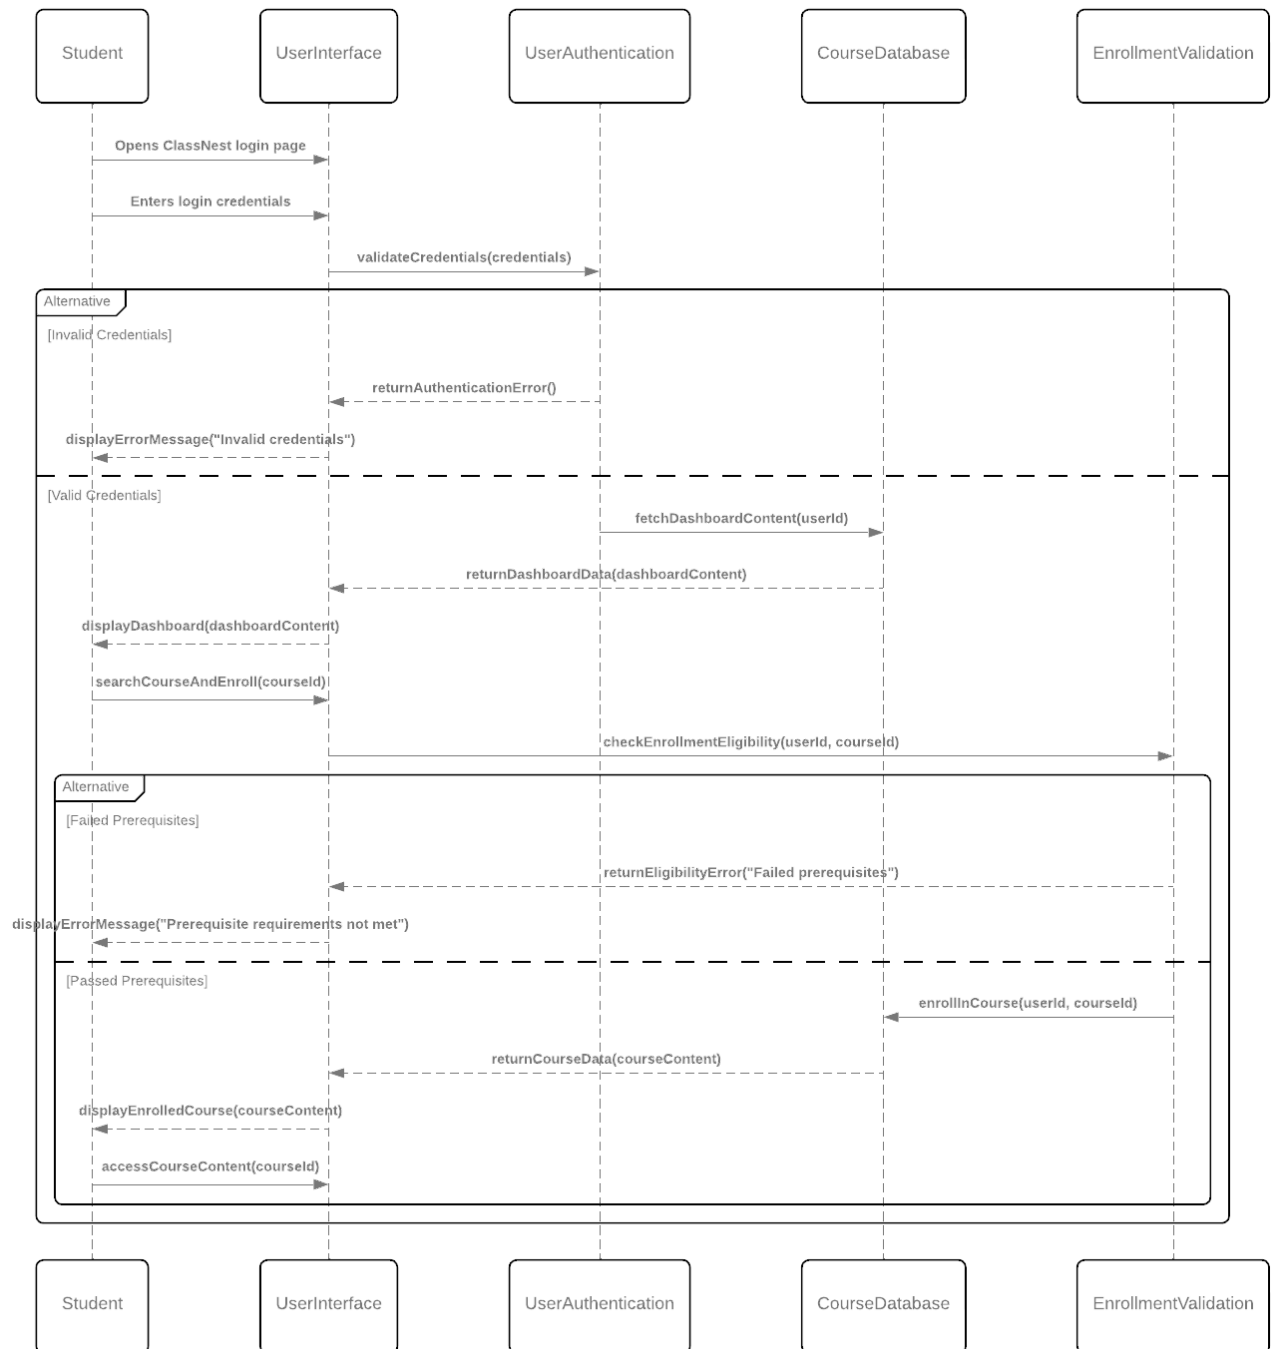 Student
UserInterface
UserAuthentication
CourseDatabase
EnrollmentValidation
Opens ClassNest login page
Enters login credentials
validateCredentials(credentials)
Alternative
[Invalid Credentials]
returnAuthenticationError()
displayErrorMessage("Invalid credentials")
[Valid Credentials]
fetchDashboardContent(userId)
returnDashboardData(dashboardContent)
displayDashboard(dashboardContent)
searchCourseAndEnroll(courseId)
checkEnrollmentEligibility(userId, courseId)
Alternative
[Failed Prerequisites]
returnEligibilityError("Failed prerequisites")
displayErrorMessage("Prerequisite requirements not met")
[Passed Prerequisites]
enrollInCourse(userId, courseId)
returnCourseData(courseContent)
displayEnrolledCourse(courseContent)
accessCourseContent(courseId)
Student
UserInterface
UserAuthentication
CourseDatabase
EnrollmentValidation